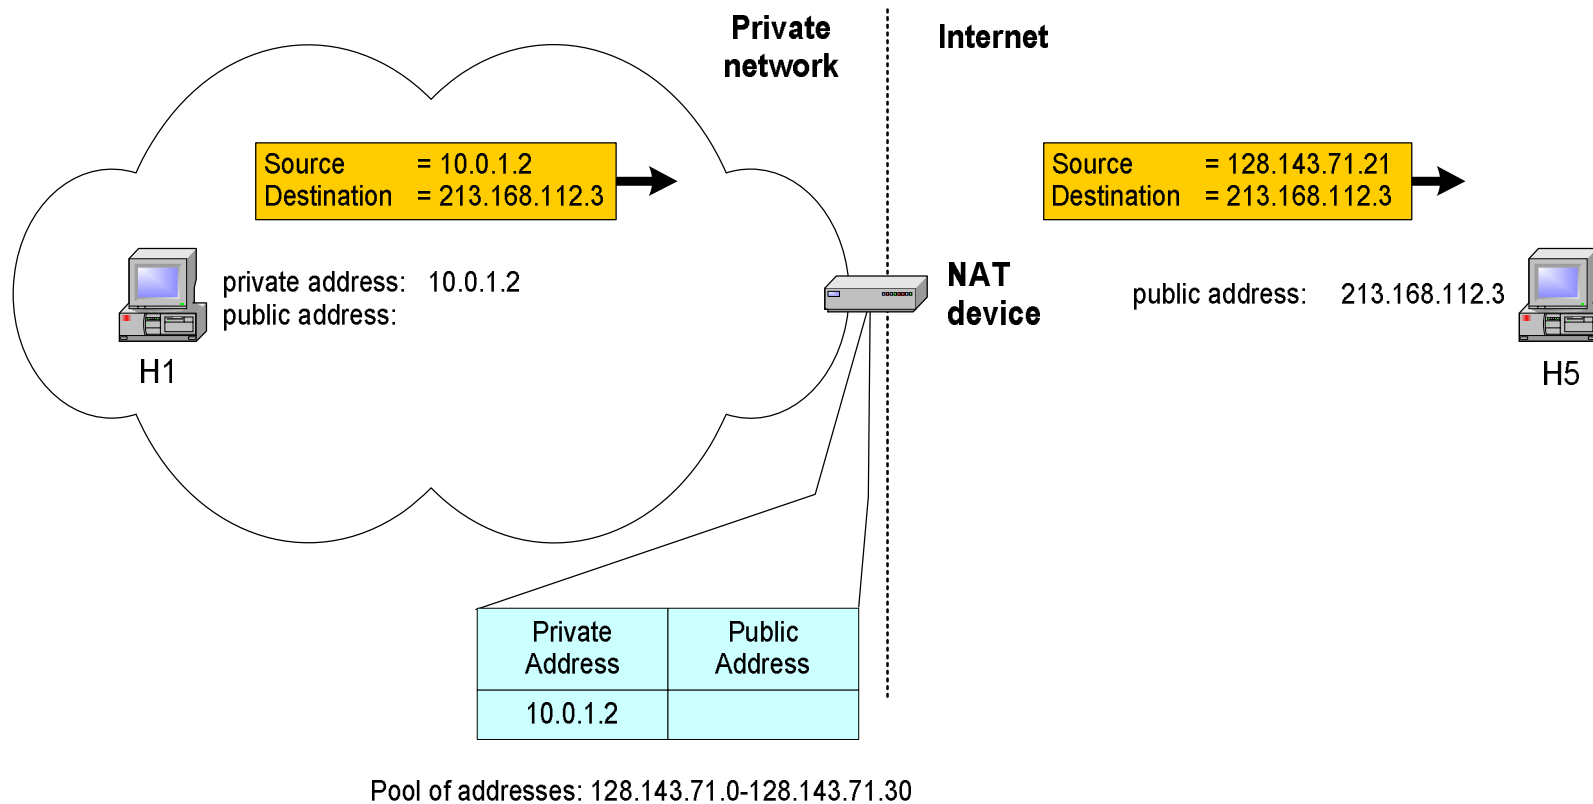 Private
network
Internet
Source = 10.0.1.2
Destination = 213.168.112.3
Source = 128.143.71.21
Destination = 213.168.112.3
private address: 10.0.1.2
public address:
H1
NAT
device
public address: 213.168.112.3
H5
Private
Address
Public
Address
10.0.1.2
Pool of addresses: 128.143.71.0-128.143.71.30